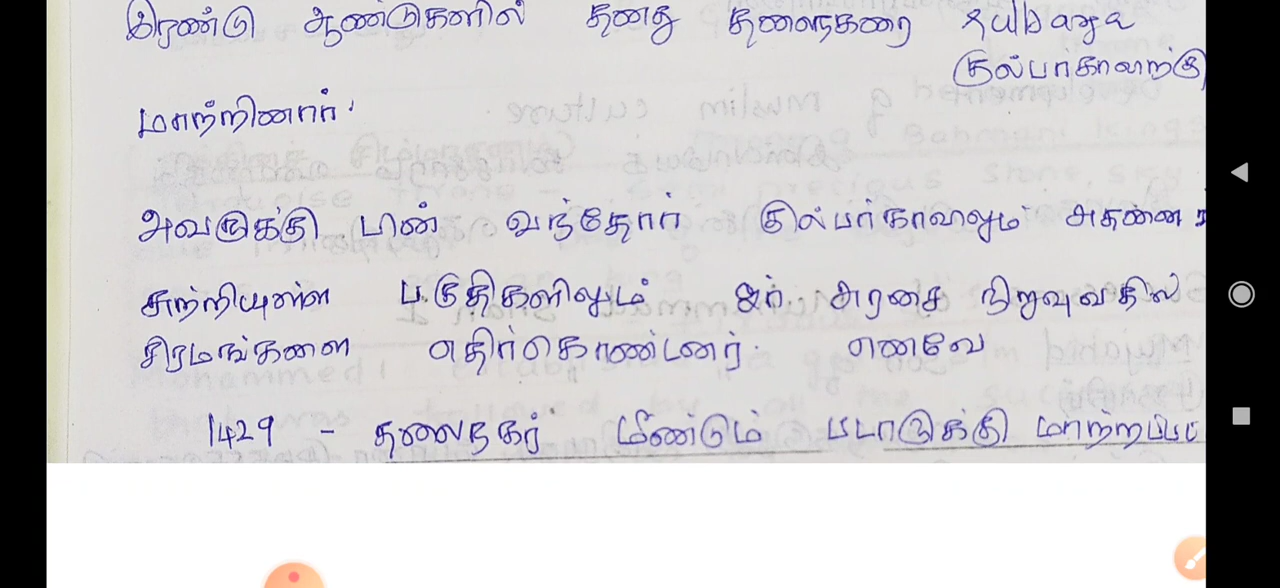 இரண்டு ஆண்டுகளில் தனது தலைநகரை
குல்பர்காவிற்கு
மாற்றினார்.
அவருக்கு பின் வந்தோர் குல்பர்காவிலும் அதனை
சுற்றியுள்ள பகுதிகளிலும் ஓர் அரசை நிறுவுவதில்
சிரமங்களை எதிர்கொண்டனர். எனவே
1429 - தலைநகர் மீண்டும் மாற்றப்பட